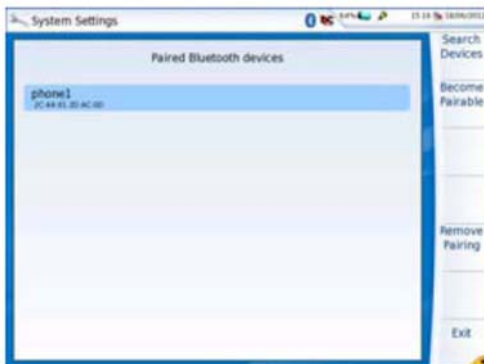 System Settings
Paired Bluetooth devices
phone1
Search
Devices
Become
Pairable
Remove
Pairing
Exit